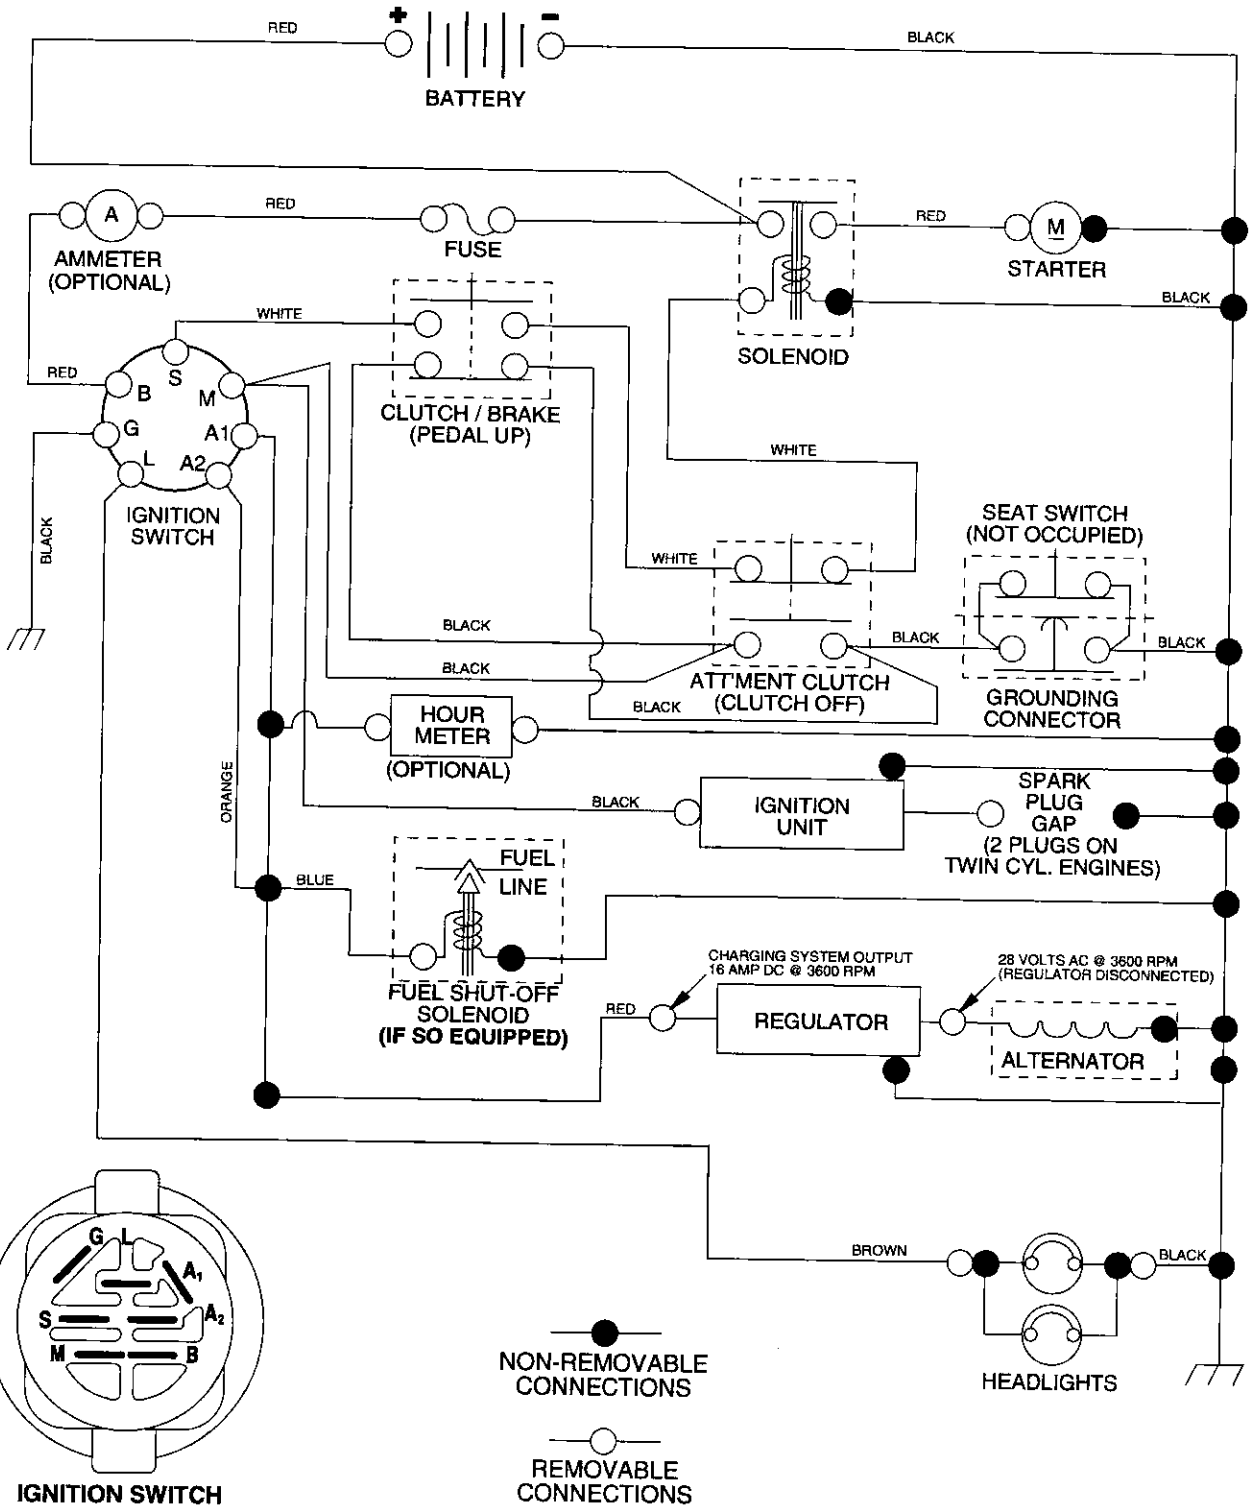 + -
RED
BLACK
BATTERY
A
RED
RED
M
AMMETER
(OPTIONAL)
FUSE
STARTER
WHITE
BLACK
SOLENOID
RED
B
S
M
CLUTCH / BRAKE
(PEDAL UP)
G
A1
L
A2
WHITE
IGNITION
SWITCH
BLACK
SEAT SWITCH
(NOT OCCUPIED)
WHITE
BLACK
BLACK
BLACK
BLACK
ATT'MENT CLUTCH
(CLUTCH OFF)
GROUNDING
CONNECTOR
BLACK
HOUR
METER
(OPTIONAL)
ORANGE
BLACK
IGNITION
UNIT
SPARK
PLUG
GAP
(2 PLUGS ON
TWIN CYL. ENGINES)
BLUE
FUEL
LINE
FUEL SHUT-OFF
SOLENOID
(IF SO EQUIPPED)
CHARGING SYSTEM OUTPUT
16 AMP DC @ 3600 RPM
28 VOLTS AC @ 3600 RPM
(REGULATOR DISCONNECTED)
RED
REGULATOR
ALTERNATOR
BROWN
BLACK
HEADLIGHTS
G L
A1
S
A2
M
B
IGNITION SWITCH
NON-REMOVABLE
CONNECTIONS
REMOVABLE
CONNECTIONS